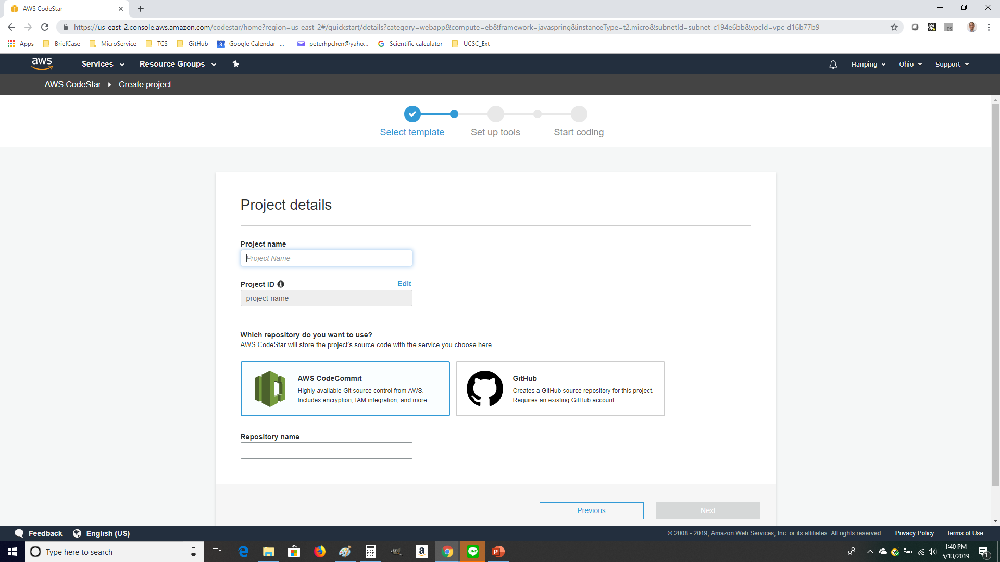 AWS CodeStar
https://us-east-2.console.aws.amazon.com/codestar/home?region=us-east-2#/quickstart/details?category=webapp&compute=eb&framework=javaspring&instanceType=t2.micro&subnetId=subnet-c194e6bb&vpcId=vpc-d16b77b9
ES
Apps BriefCase MicroService TCS GitHub 3 Google Calendar -... peterhpchen@yaho... Scientific calculator UCSC_Ext
aws Services Resource Groups Hanping Ohio Support
AWS CodeStar Create project
Select template Set up tools Start coding
Project details
Project name
Project Name
Project ID Edit
project-name
Which repository do you want to use?
AWS CodeStar will store the project's source code with the service you choose here.
AWS CodeCommit
Highly available Git source control from AWS.
Includes encryption, IAM integration, and more.
GitHub
Creates a GitHub source repository for this project.
Requires an existing GitHub account.
Repository name
Previous Next
Feedback English (US) © 2008 - 2019, Amazon Web Services, Inc. or its affiliates. All rights reserved. Privacy Policy Terms of Use
Type here to search
LINE
1:40 PM
5/13/2019
1